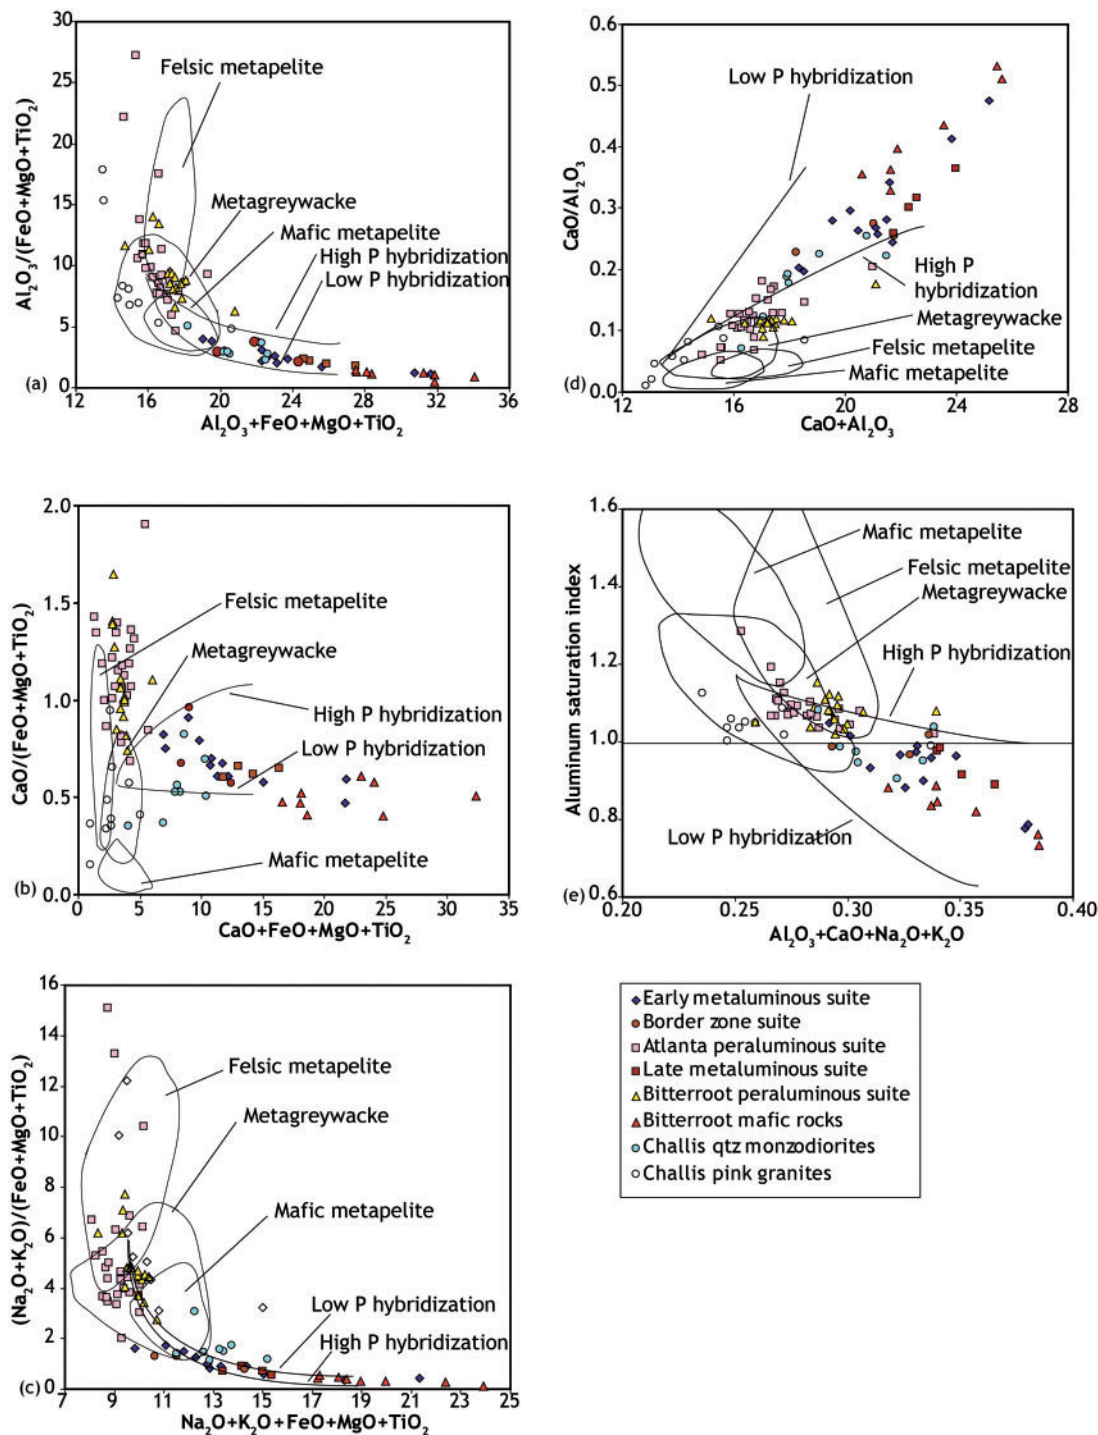 30
25
20
15
10
5
0
Al₂O₃/(FeO+MgO+TiO₂)
Felsic metapelite
Metagreywacke
Mafic metapelite
High P hybridization
Low P hybridization
(a)
12 16 20 24 28 32 36
Al₂O₃+FeO+MgO+TiO₂
0.6
0.5
0.4
0.3
0.2
0.1
0.0
CaO/Al₂O₃
Low P hybridization
High P
hybridization
Metagreywacke
Felsic metapelite
Mafic metapelite
(d)
12 16 20 24 28
CaO+Al₂O₃
2.0
1.5
1.0
0.5
0.0
CaO/(FeO+MgO+TiO₂)
Felsic metapelite
Metagreywacke
High P hybridization
Low P hybridization
Mafic metapelite
(b)
0 5 10 15 20 25 30 35
CaO+FeO+MgO+TiO₂
1.6
1.4
1.2
1.0
0.8
0.6
Aluminum saturation index
Mafic metapelite
Felsic metapelite
Metagreywacke
High P hybridization
Low P hybridization
(e)
0.20 0.25 0.30 0.35 0.40
Al₂O₃+CaO+Na₂O+K₂O
16
14
12
10
8
6
4
2
0
(Na₂O+K₂O)/(FeO+MgO+TiO₂)
Felsic metapelite
Metagreywacke
Mafic metapelite
Low P hybridization
High P hybridization
(c)
7 9 11 13 15 17 19 21 23 25
Na₂O+K₂O+FeO+MgO+TiO₂
Early metaluminous suite
Border zone suite
Atlanta peraluminous suite
Late metaluminous suite
Bitterroot peraluminous suite
Bitterroot mafic rocks
Challis qtz monzodiorites
Challis pink granites